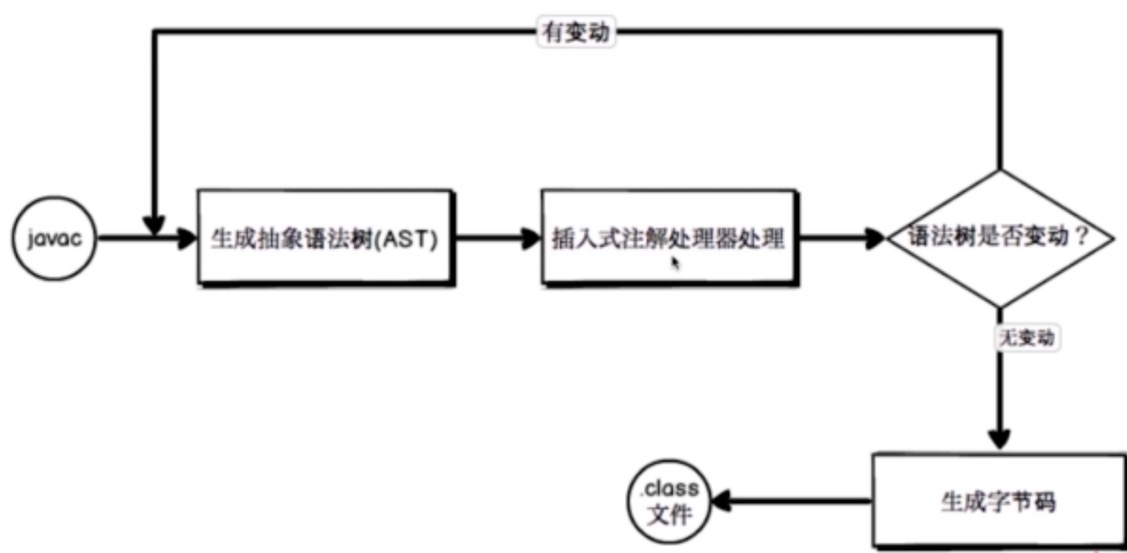 有变动
javac
生成抽象语法树(AST)
插入式注解处理器处理
语法树是否变动？
无变动
.class
文件
生成字节码